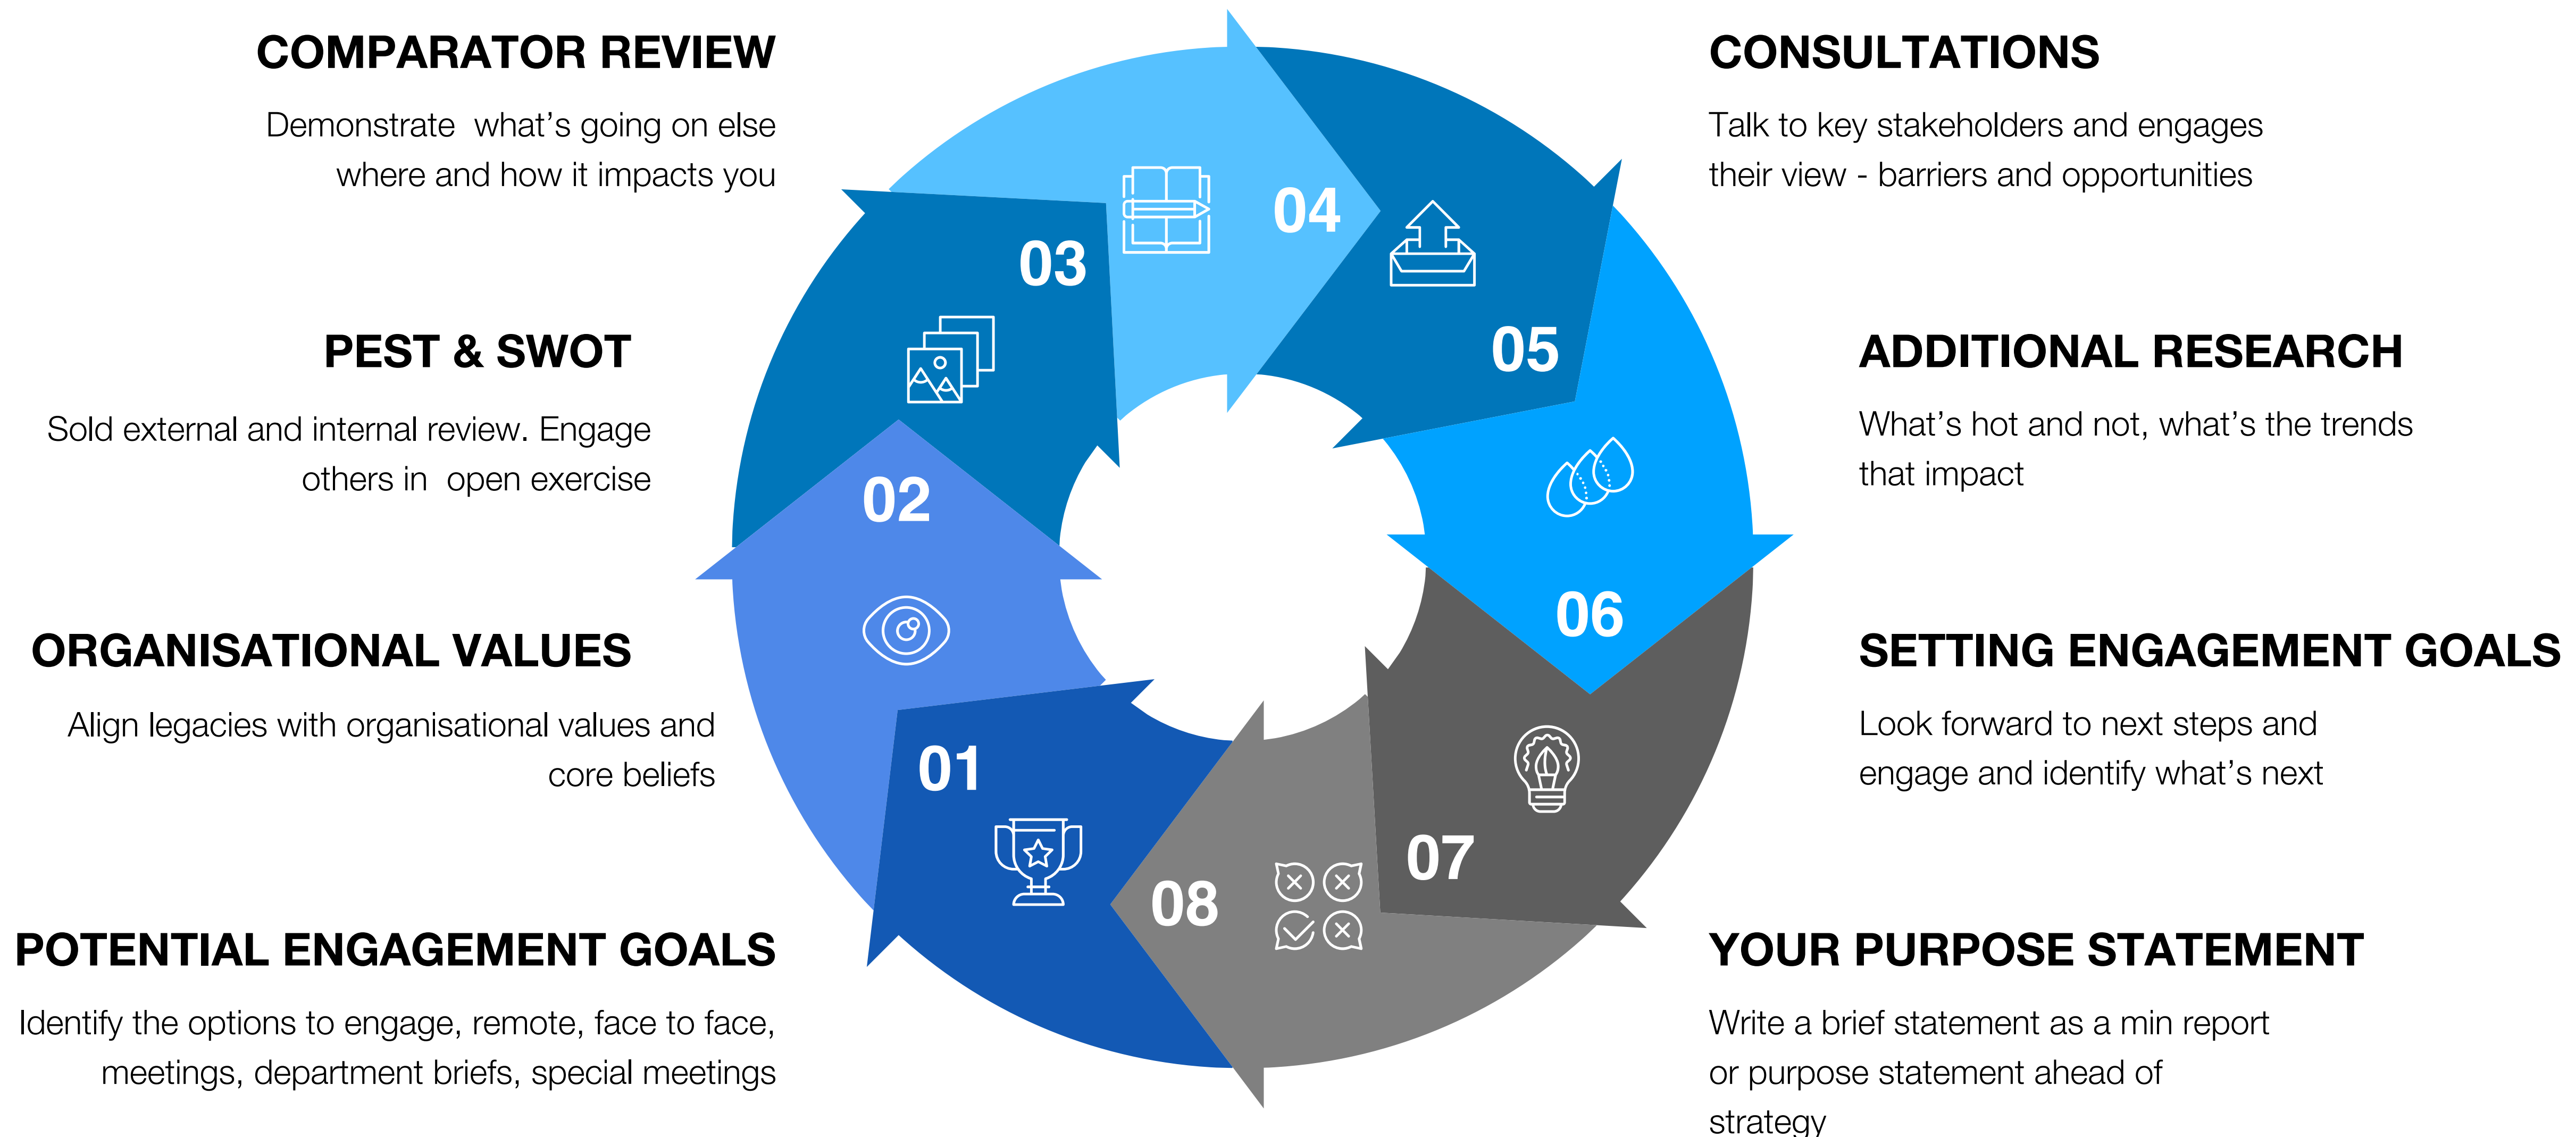 COMPARATOR REVIEW
Demonstrate what's going on else
where and how it impacts you
PEST & SWOT
Sold external and internal review. Engage
others in open exercise
ORGANISATIONAL VALUES
Align legacies with organisational values and
core beliefs
POTENTIAL ENGAGEMENT GOALS
Identify the options to engage, remote, face to face,
meetings, department briefs, special meetings
04
03
05
02
06
01
07
08
CONSULTATIONS
Talk to key stakeholders and engages
their view - barriers and opportunities
ADDITIONAL RESEARCH
What's hot and not, what's the trends
that impact
SETTING ENGAGEMENT GOALS
Look forward to next steps and
engage and identify what's next
YOUR PURPOSE STATEMENT
Write a brief statement as a min report
or purpose statement ahead of
strategy